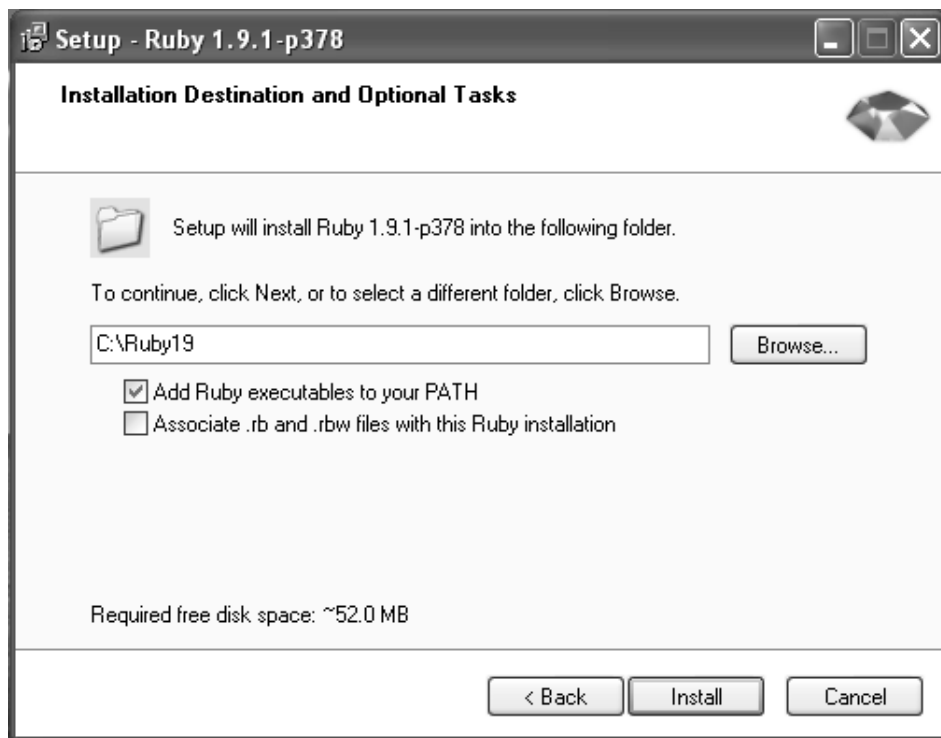 Setup - Ruby 1.9.1-p378
Installation Destination and Optional Tasks
Setup will install Ruby 1.9.1-p378 into the following folder.
To continue, click Next, or to select a different folder, click Browse.
C:\Ruby19
Browse...
Add Ruby executables to your PATH
Associate .rb and .rbw files with this Ruby installation
Required free disk space: ~52.0 MB
< Back
Install
Cancel